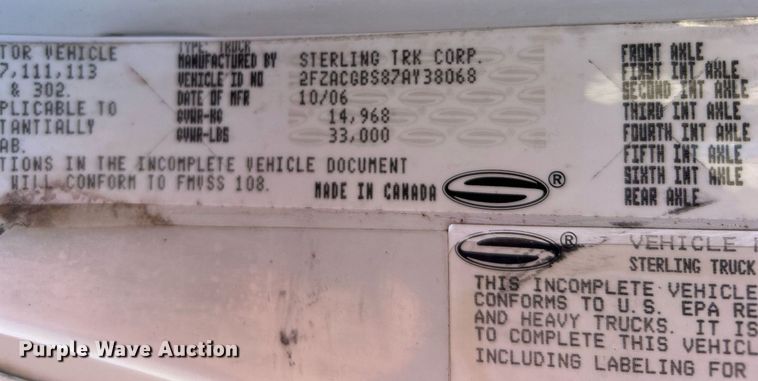 TOR VEHICLE
7,111,113
& 302.
PLICABLE TO
TANTIALLY
AB.
TIONS IN THE INCOMPLETE VEHICLE DOCUMENT
WILL CONFORM TO FMVSS 108.
TYPE: TRUCK
MANUFACTURED BY STERLING TRK CORP.
VEHICLE ID NO 2FZACGBS87AY38068
DATE OF MFR 10/06
GVWR-KG 14,968
GVWR-LBS 33,000
MADE IN CANADA ®
FRONT AXLE
FIRST INT AXLE
SECOND INT AXLE
THIRD INT AXLE
FOURTH INT AXLE
FIFTH INT AXLE
SIXTH INT AXLE
REAR AXLE
® VEHICLE
STERLING TRUCK
THIS INCOMPLETE VEHICLE
CONFORMS TO U.S. EPA RE
AND HEAVY TRUCKS. IT IS
TO COMPLETE THIS VEHICL
INCLUDING LABELING FOR
Purple Wave Auction